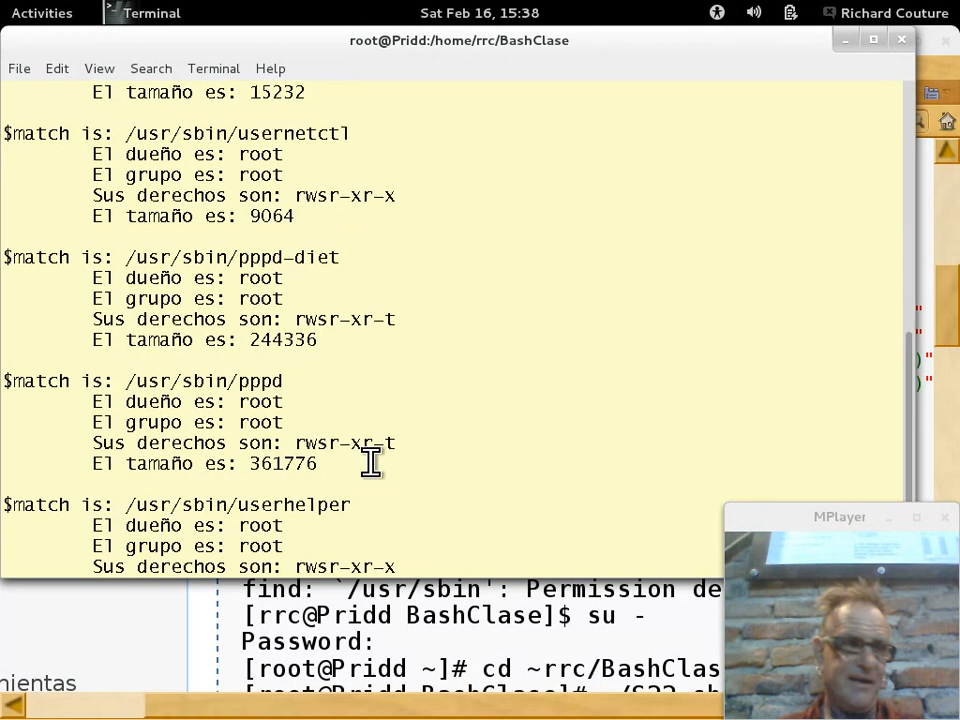 Activities
Terminal
Sat Feb 16, 15:38
Richard Couture
root@Pridd:/home/rrc/BashClase
File Edit View Search Terminal Help
El tamaño es: 15232
$match is: /usr/sbin/usernetctl
El dueño es: root
El grupo es: root
Sus derechos son: rwsr-xr-x
El tamaño es: 9064
$match is: /usr/sbin/pppd-diet
El dueño es: root
El grupo es: root
Sus derechos son: rwsr-xr-t
El tamaño es: 244336
$match is: /usr/sbin/pppd
El dueño es: root
El grupo es: root
Sus derechos son: rwsr-xr-t
El tamaño es: 361776
$match is: /usr/sbin/userhelper
El dueño es: root
El grupo es: root
Sus derechos son: rwsr-xr-x
"
"
)"
)"
MPlayer
find: `/usr/sbin': Permission de
[rrc@Pridd BashClase]$ su -
Password:
[root@Pridd ~]# cd ~rrc/BashClas
nientas